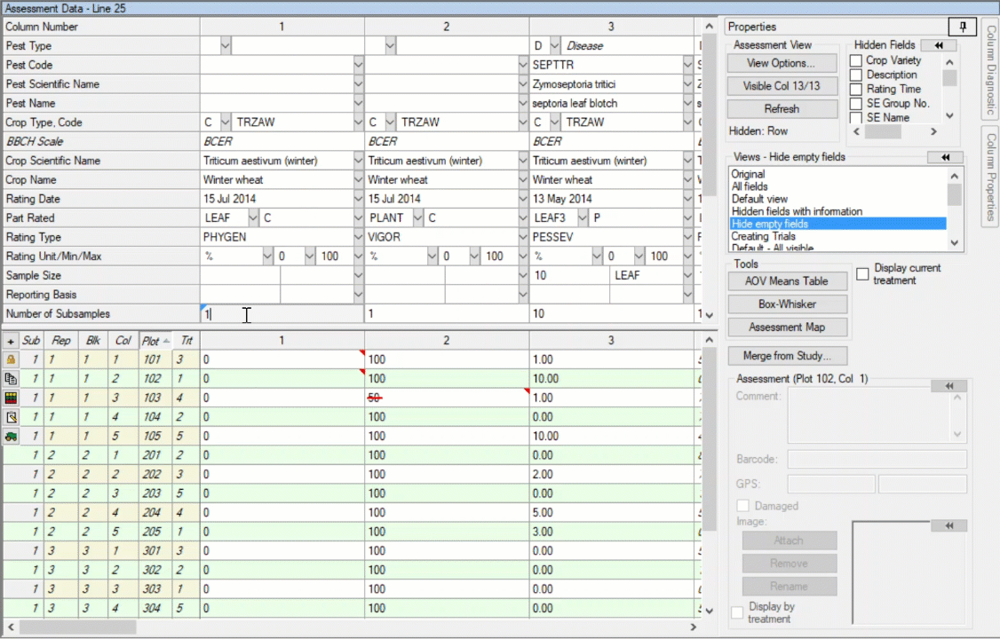 Assessment Data - Line 25
Column Number 1 2 3
Pest Type D Disease
Pest Code SEPTTR
Pest Scientific Name Zymoseptoria tritici
Pest Name septoria leaf blotch
Crop Type, Code C TRZAW C TRZAW C TRZAW
BBCH Scale BCER BCER BCER
Crop Scientific Name Triticum aestivum (winter) Triticum aestivum (winter) Triticum aestivum (winter)
Crop Name Winter wheat Winter wheat Winter wheat
Rating Date 15 Jul 2014 15 Jul 2014 13 May 2014
Part Rated LEAF C PLANT C LEAF3 P
Rating Type PHYGEN VIGOR PESSEV
Rating Unit/Min/Max % 0 100 % 0 100 % 0 100
Sample Size 10 LEAF
Reporting Basis
Number of Subsamples 1 1 10
+ Sub Rep Blk Col Plot Trt 1 2 3
1 1 1 1 101 3 0 100 1.00
1 1 1 2 102 1 0 100 10.00
1 1 1 3 103 4 0 50 1.00
1 1 1 4 104 2 0 100 0.00
1 1 1 5 105 5 0 100 10.00
1 2 2 1 201 2 0 100 0.00
1 2 2 2 202 3 0 100 2.00
1 2 2 3 203 5 0 100 0.00
1 2 2 4 204 4 0 100 5.00
1 2 2 5 205 1 0 100 3.00
1 3 3 1 301 3 0 100 0.00
1 3 3 2 302 2 0 100 0.00
1 3 3 3 303 1 0 100 0.00
1 3 3 4 304 5 0 100 0.00
Properties
Assessment View
View Options...
Visible Col 13/13
Refresh
Hidden: Row
Hidden Fields
Crop Variety
Description
Rating Time
SE Group No.
SE Name
Views - Hide empty fields
Original
All fields
Default view
Hidden fields with information
Hide empty fields
Creating Trials
Default - All visible
Tools
AOV Means Table
Box-Whisker
Assessment Map
Merge from Study...
Display current
treatment
Assessment (Plot 102, Col 1)
Comment:
Barcode:
GPS:
Damaged
Image:
Attach
Remove
Rename
Display by
treatment
Column Diagnostic
Column Properties